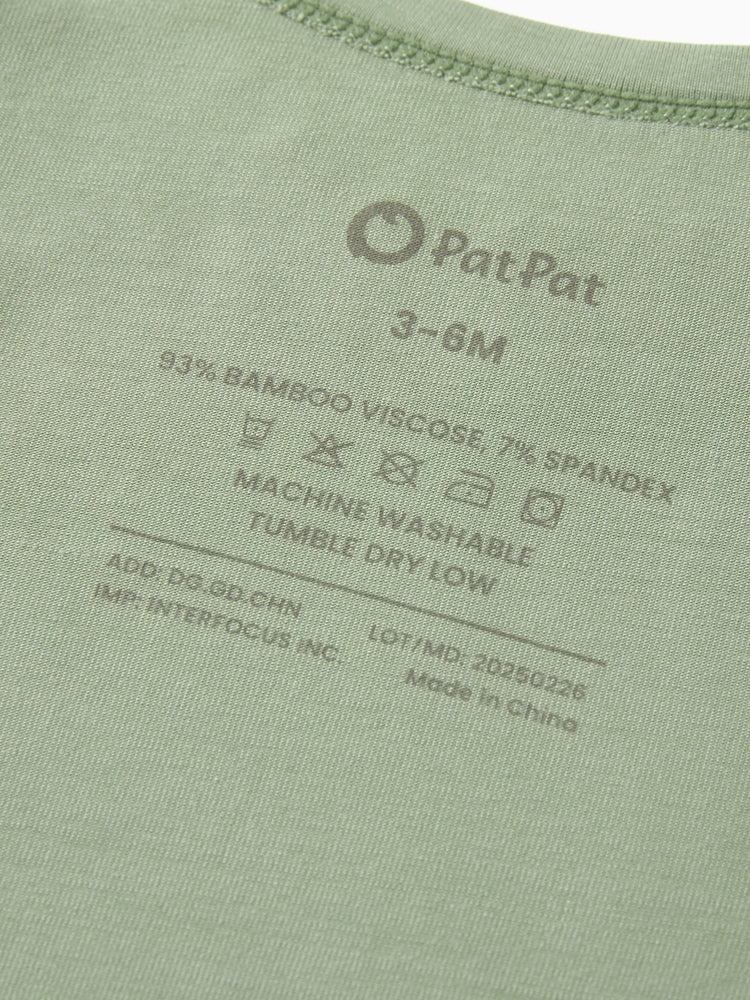 PatPat
3-6M
93% BAMBOO VISCOSE, 7% SPANDEX
MACHINE WASHABLE
TUMBLE DRY LOW
ADD: DG.GD.CHN
IMP: INTERFOCUS INC.
LOT/MD: 20250226
Made in China